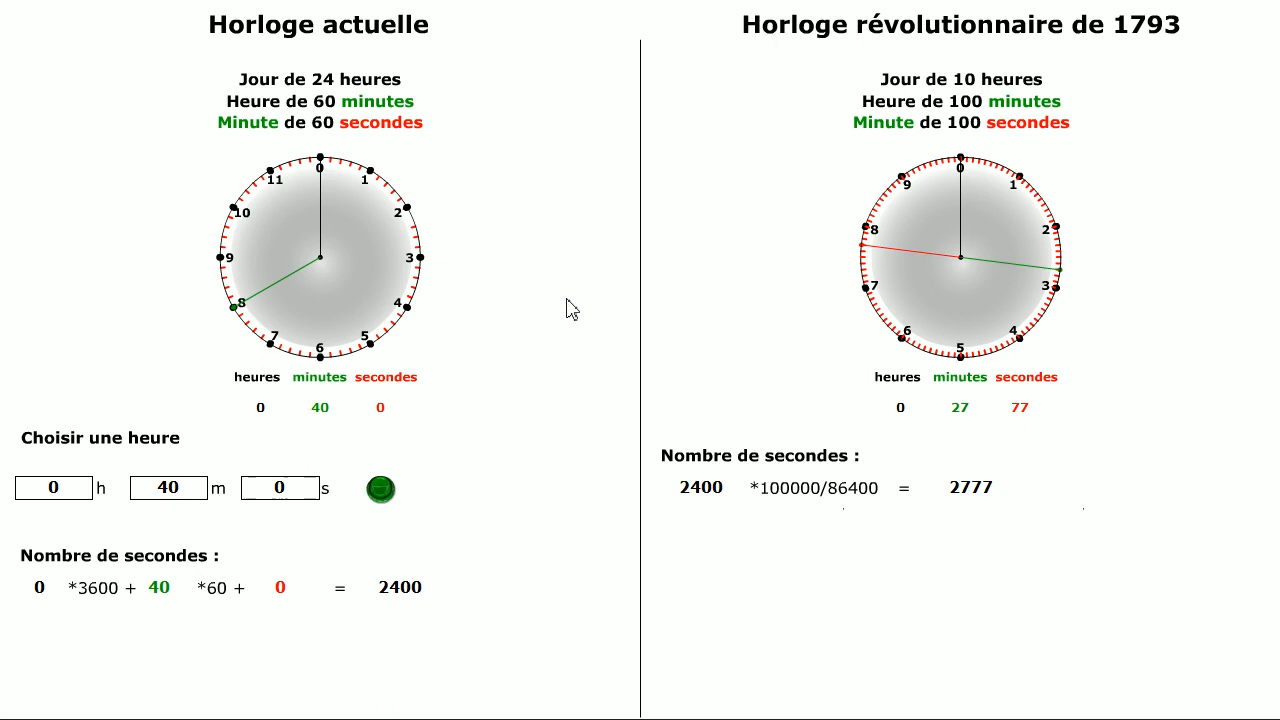 Horloge actuelle
Jour de 24 heures
Heure de 60 minutes
Minute de 60 secondes
0
11 1
10 2
9 3
8 4
7 5
6
heures minutes secondes
0 40 0
Choisir une heure
0 h 40 m 0 s
Nombre de secondes :
0 *3600 + 40 *60 + 0 = 2400
Horloge révolutionnaire de 1793
Jour de 10 heures
Heure de 100 minutes
Minute de 100 secondes
0
9 1
8 2
7 3
6 4
5
heures minutes secondes
0 27 77
Nombre de secondes :
2400 *100000/86400 = 2777